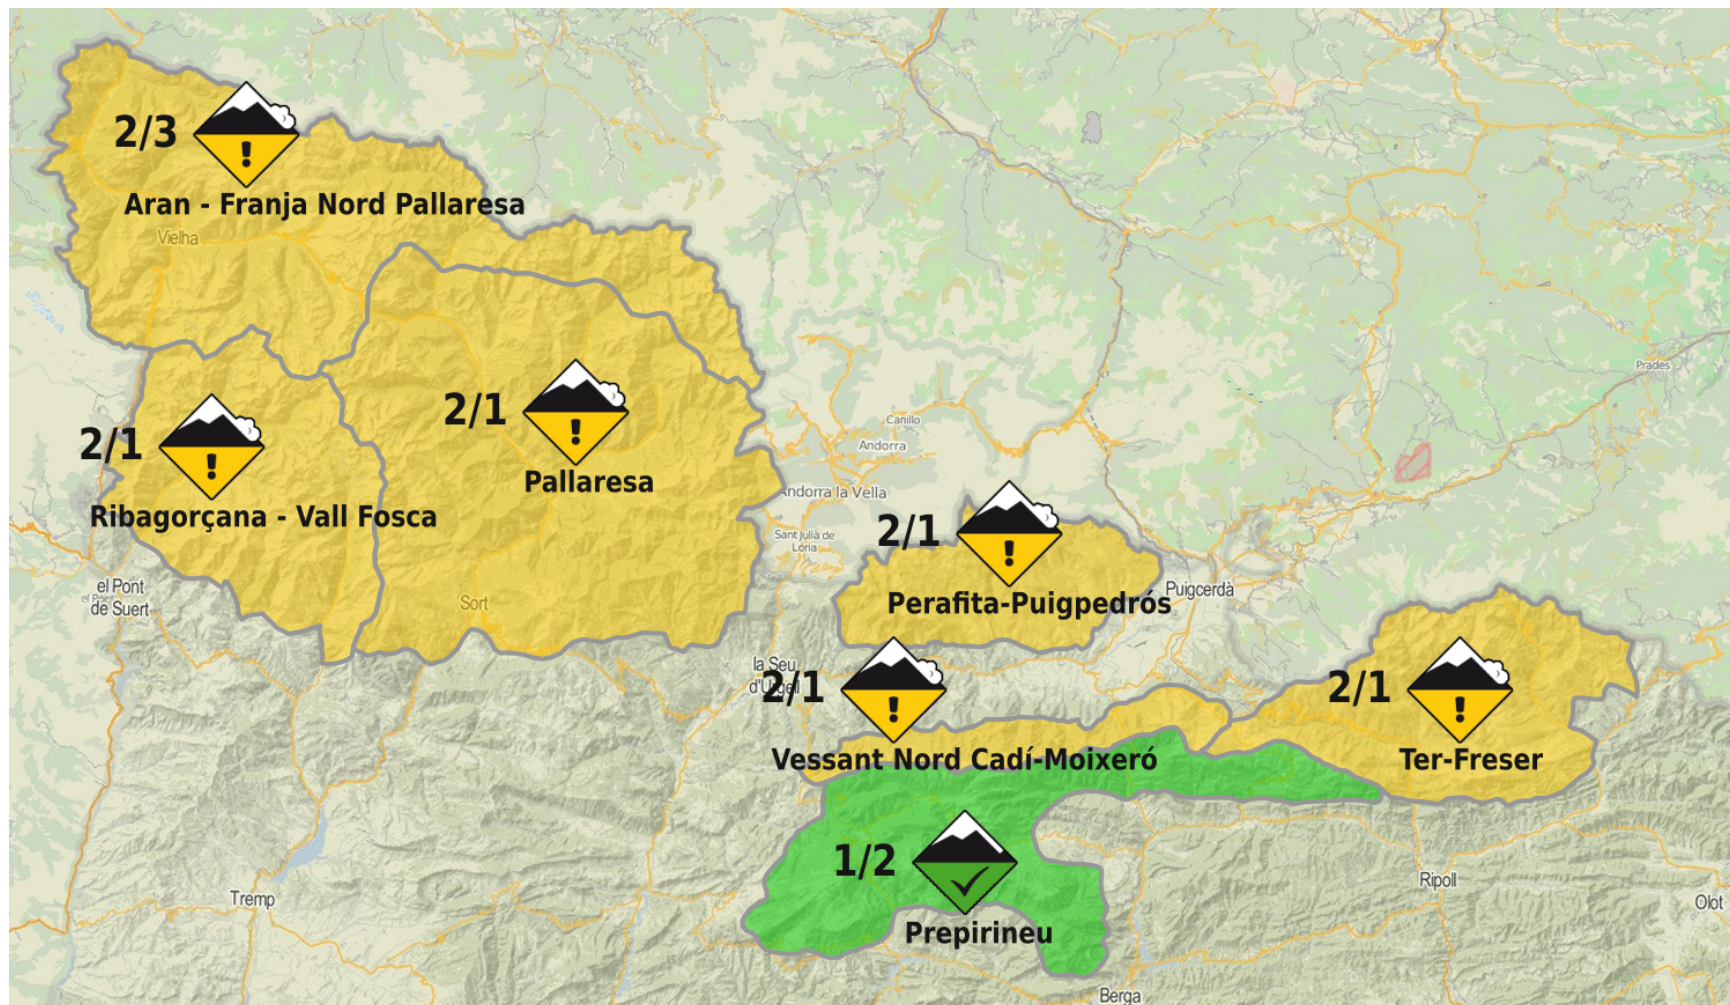 2/3
Aran - Franja Nord Pallaresa
Vielha
Prades
2/1
Pallaresa
Canillo
Andorra
2/1
Ribagorçana - Vall Fosca
Andorra la Vella
2/1
Sant Julià de
Lòria
el Pont
de Suert
Sort
Perafita-Puigpedrós
Puigcerdà
la Seu
d'Urgell
2/1
Vessant Nord Cadí-Moixeró
2/1
Ter-Freser
1/2
Prepirineu
Tremp
Ripoll
Olot
Berga